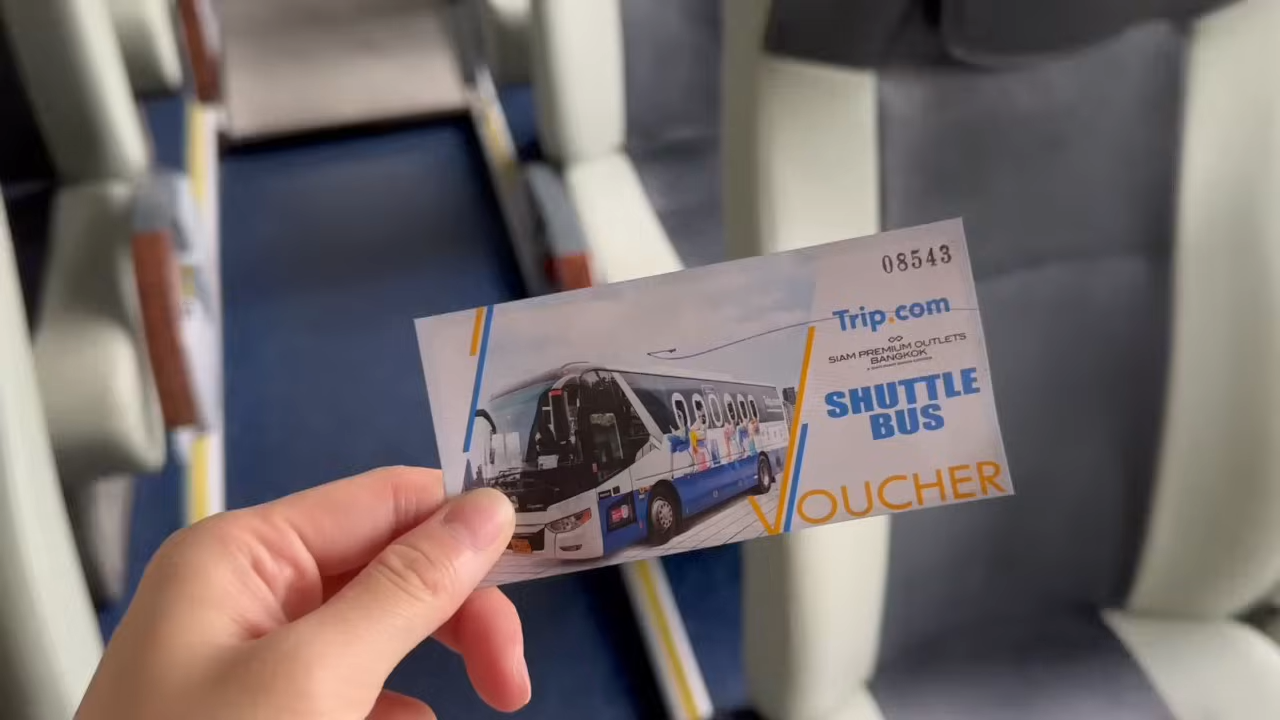 08543
Trip.com
SIAM PREMIUM OUTLETS
BANGKOK
SHUTTLE
BUS
VOUCHER